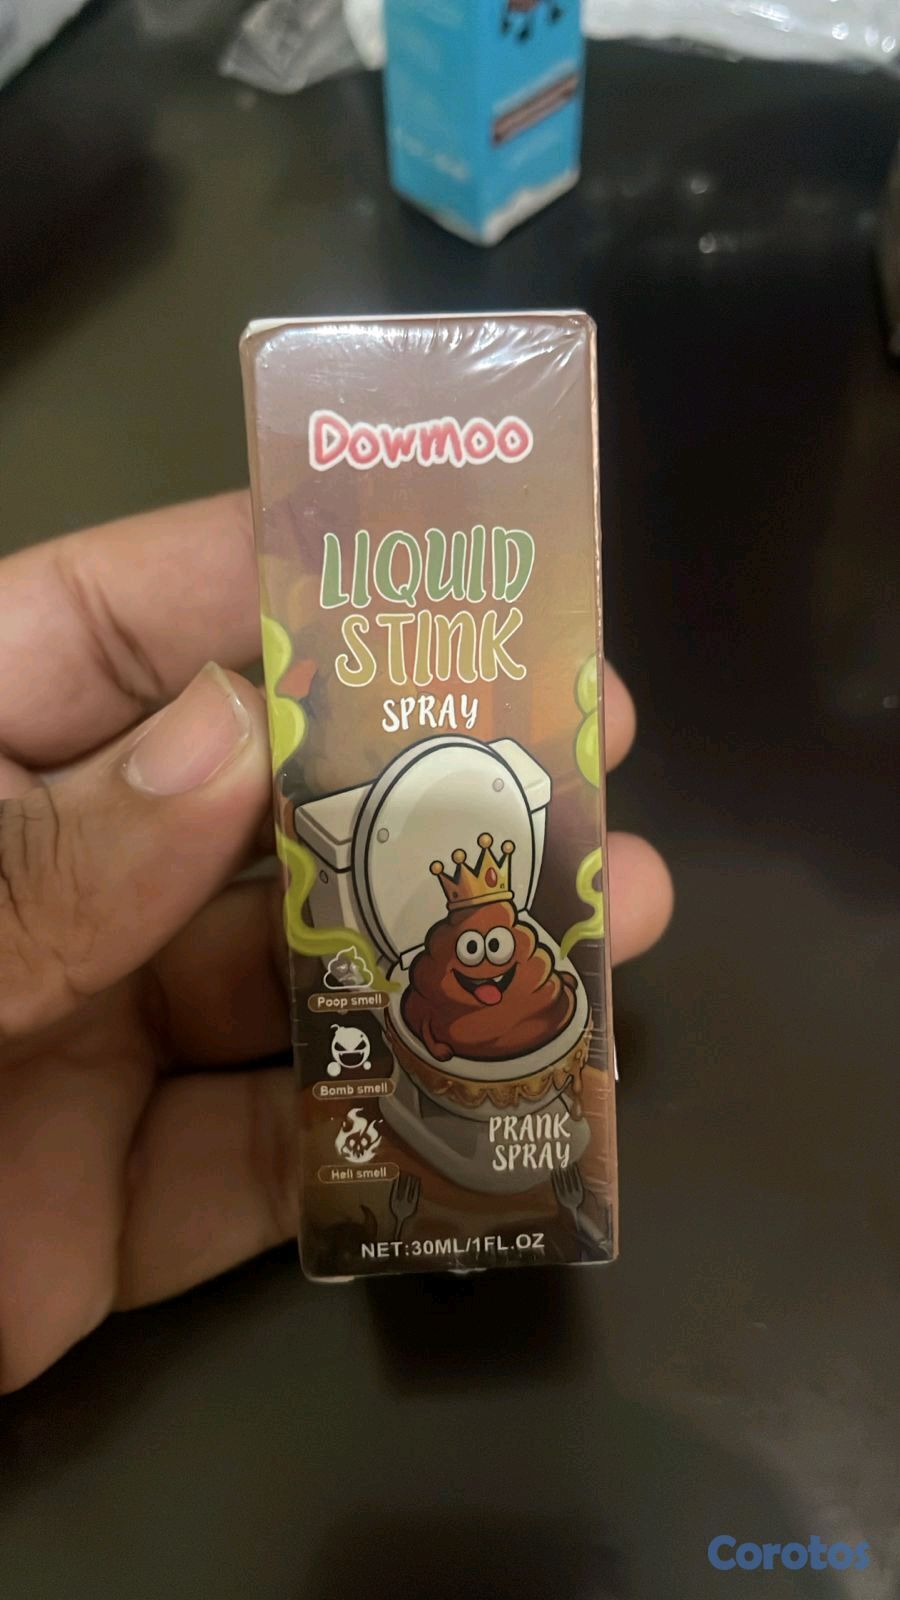 Dowmoo
LIQUID
STINK
SPRAY
Poop smell
Bomb smell
Hell smell
PRANK
SPRAY
NET:30ML/1FL.OZ
Corotos